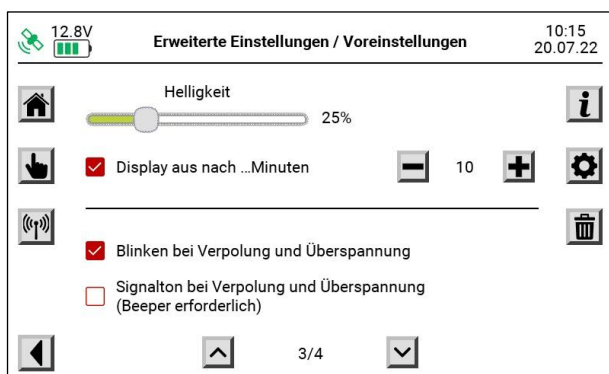 12.8V
Erweiterte Einstellungen / Voreinstellungen
10:15
20.07.22
Helligkeit
25%
Display aus nach ...Minuten
10
Blinken bei Verpolung und Überspannung
Signalton bei Verpolung und Überspannung
(Beeper erforderlich)
3/4